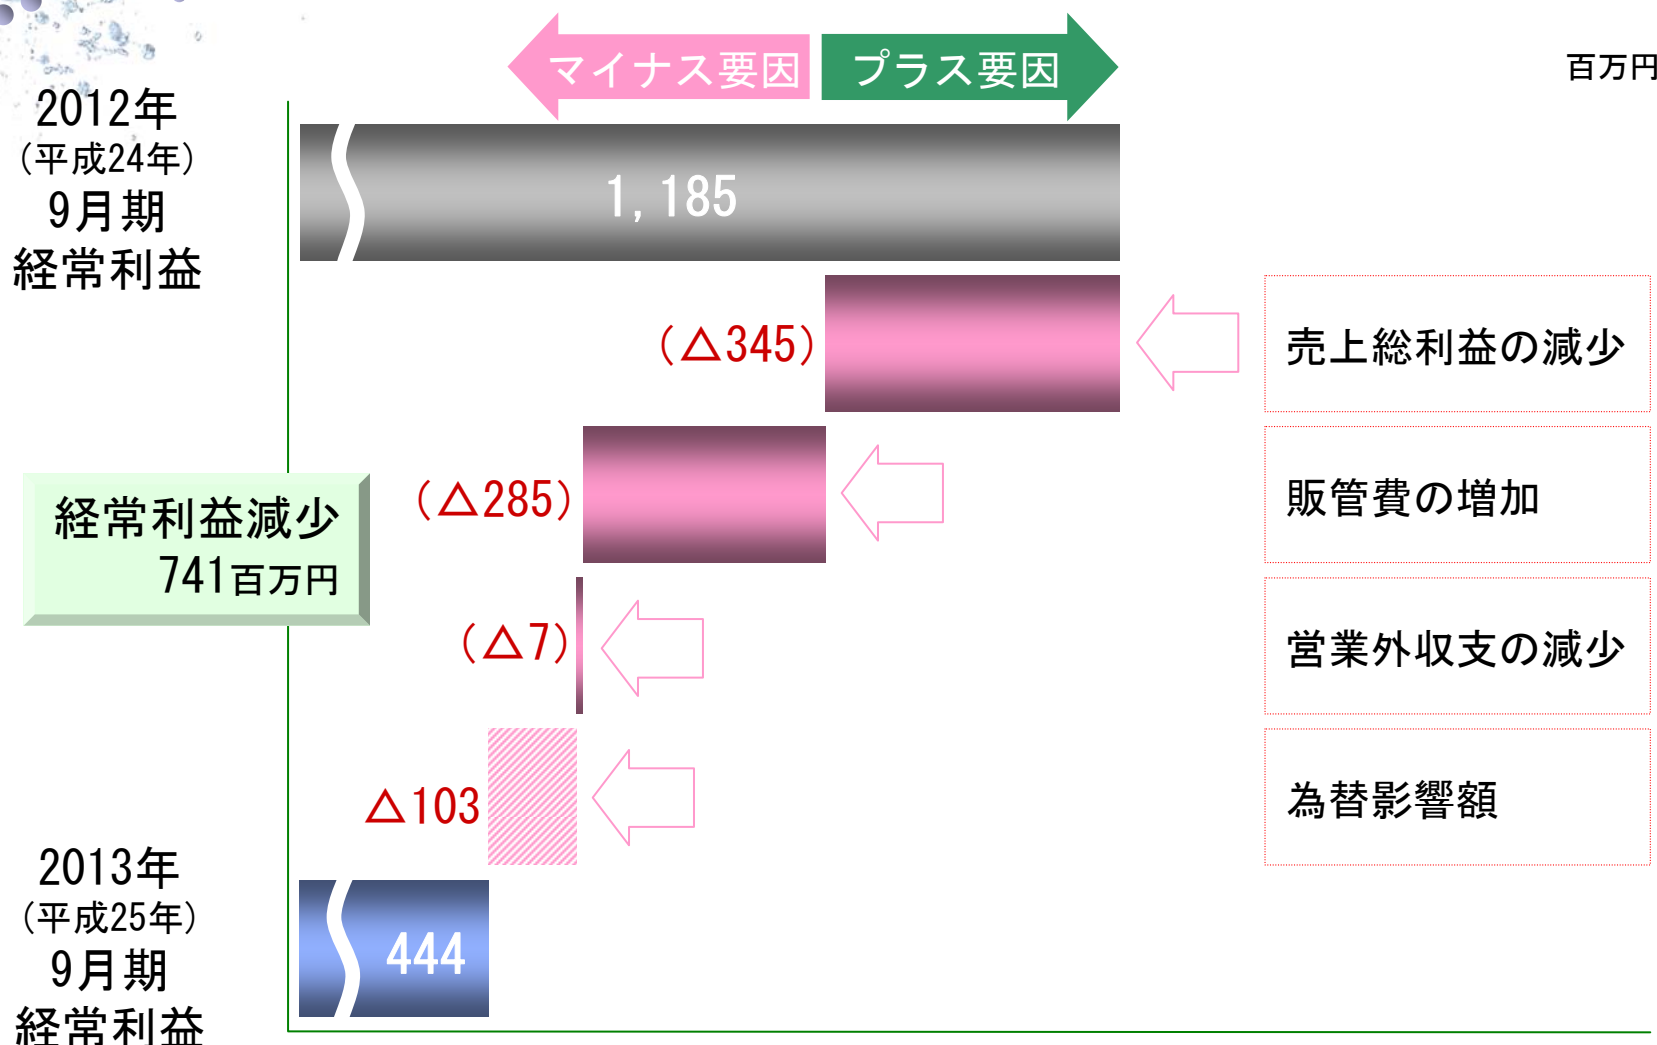 マイナス要因
プラス要因
百万円
2012年
(平成24年)
9月期
経常利益
1,185
(△345)
売上総利益の減少
(△285)
販管費の増加
経常利益減少
741百万円
(△7)
営業外収支の減少
△103
為替影響額
2013年
(平成25年)
9月期
経常利益
444